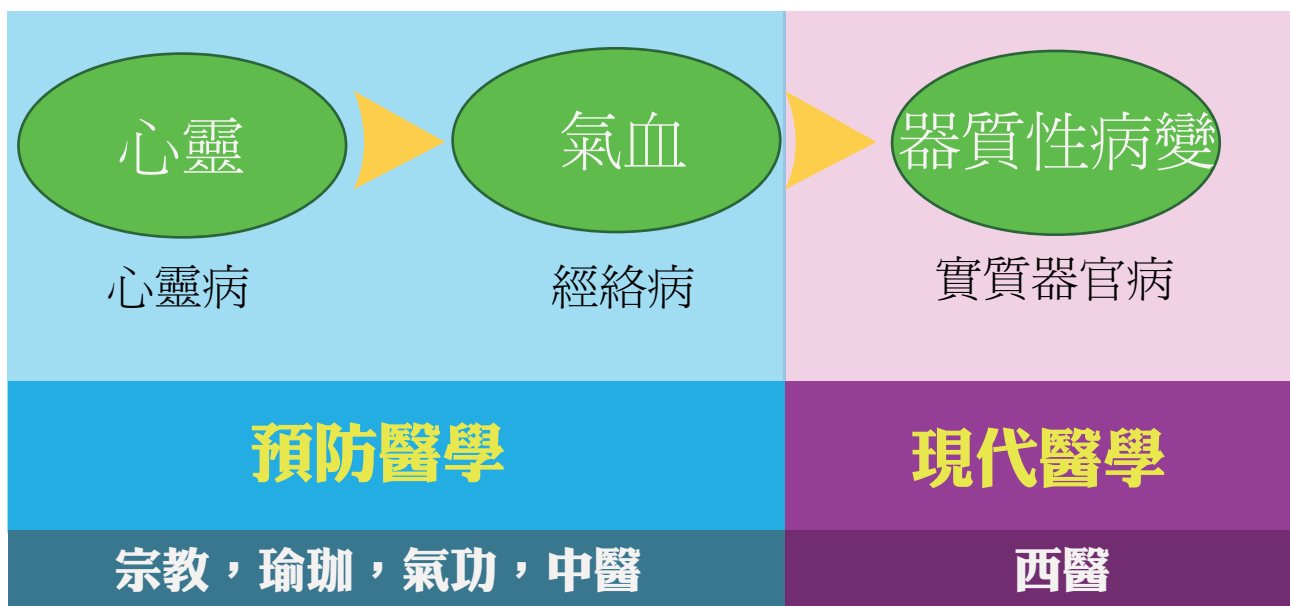 心靈
氣血
器質性病變
心靈病
經絡病
實質器官病
預防醫學
現代醫學
宗教，瑜珈，氣功，中醫
西醫